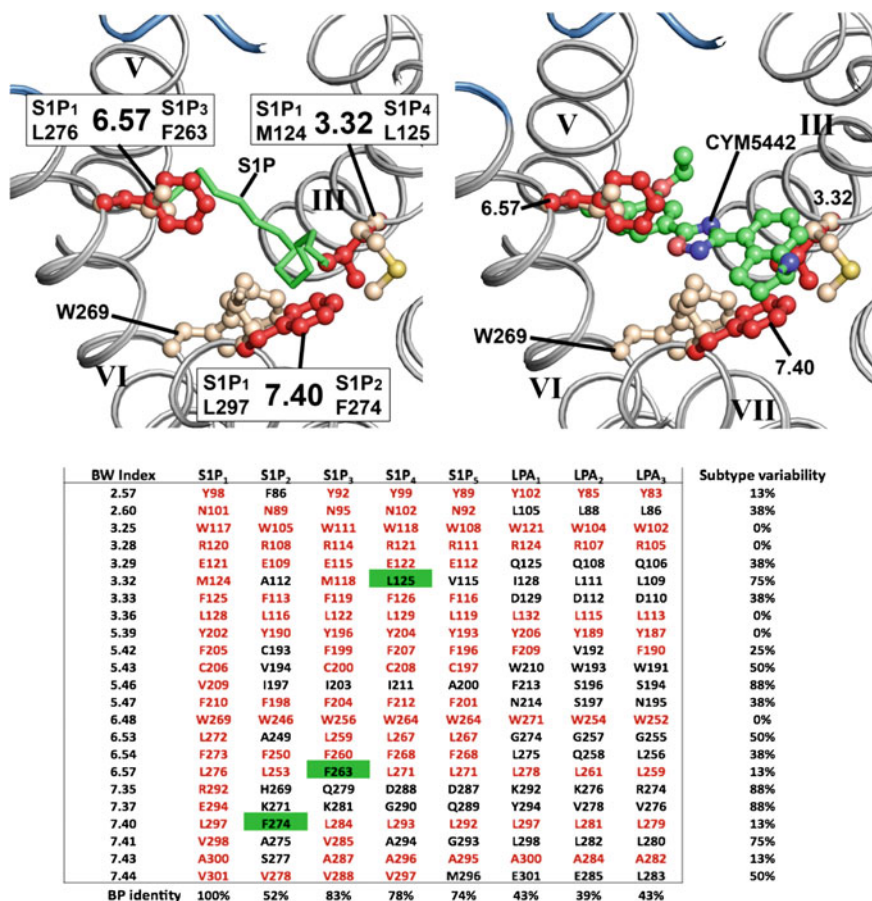 V
S1P1 6.57 S1P3
L276 F263
S1P1 3.32 S1P4
M124 L125
S1P
III
W269
VI
S1P1 7.40 S1P2
L297 F274
V
CYM5442
III
6.57
3.32
W269
7.40
VI
VII
BW Index S1P1 S1P2 S1P3 S1P4 S1P5 LPA1 LPA2 LPA3 Subtype variability
2.57 Y98 F86 Y92 Y99 Y89 Y102 Y85 Y83 13%
2.60 N101 N89 N95 N102 N92 L105 L88 L86 38%
3.25 W117 W105 W111 W118 W108 W121 W104 W102 0%
3.28 R120 R108 R114 R121 R111 R124 R107 R105 0%
3.29 E121 E109 E115 E122 E112 Q125 Q108 Q106 38%
3.32 M124 A112 M118 L125 V115 I128 L111 L109 75%
3.33 F125 F113 F119 F126 F116 D129 D112 D110 38%
3.36 L128 L116 L122 L129 L119 L132 L115 L113 0%
5.39 Y202 Y190 Y196 Y204 Y193 Y206 Y189 Y187 0%
5.42 F205 C193 F199 F207 F196 F209 V192 F190 25%
5.43 C206 V194 C200 C208 C197 W210 W193 W191 50%
5.46 V209 I197 I203 I211 A200 F213 S196 S194 88%
5.47 F210 F198 F204 F212 F201 N214 S197 N195 38%
6.48 W269 W246 W256 W264 W264 W271 W254 W252 0%
6.53 L272 A249 L259 L267 L267 G274 G257 G255 50%
6.54 F273 F250 F260 F268 F268 L275 Q258 L256 38%
6.57 L276 L253 F263 L271 L271 L278 L261 L259 13%
7.35 R292 H269 Q279 D288 D287 K292 K276 R274 88%
7.37 E294 K271 K281 G290 Q289 Y294 V278 V276 88%
7.40 L297 F274 L284 L293 L292 L297 L281 L279 13%
7.41 V298 A275 V285 A294 G293 L298 L282 L280 75%
7.43 A300 S277 A287 A296 A295 A300 A284 A282 13%
7.44 V301 V278 V288 V297 M296 E301 E285 L283 50%
BP identity 100% 52% 83% 78% 74% 43% 39% 43%